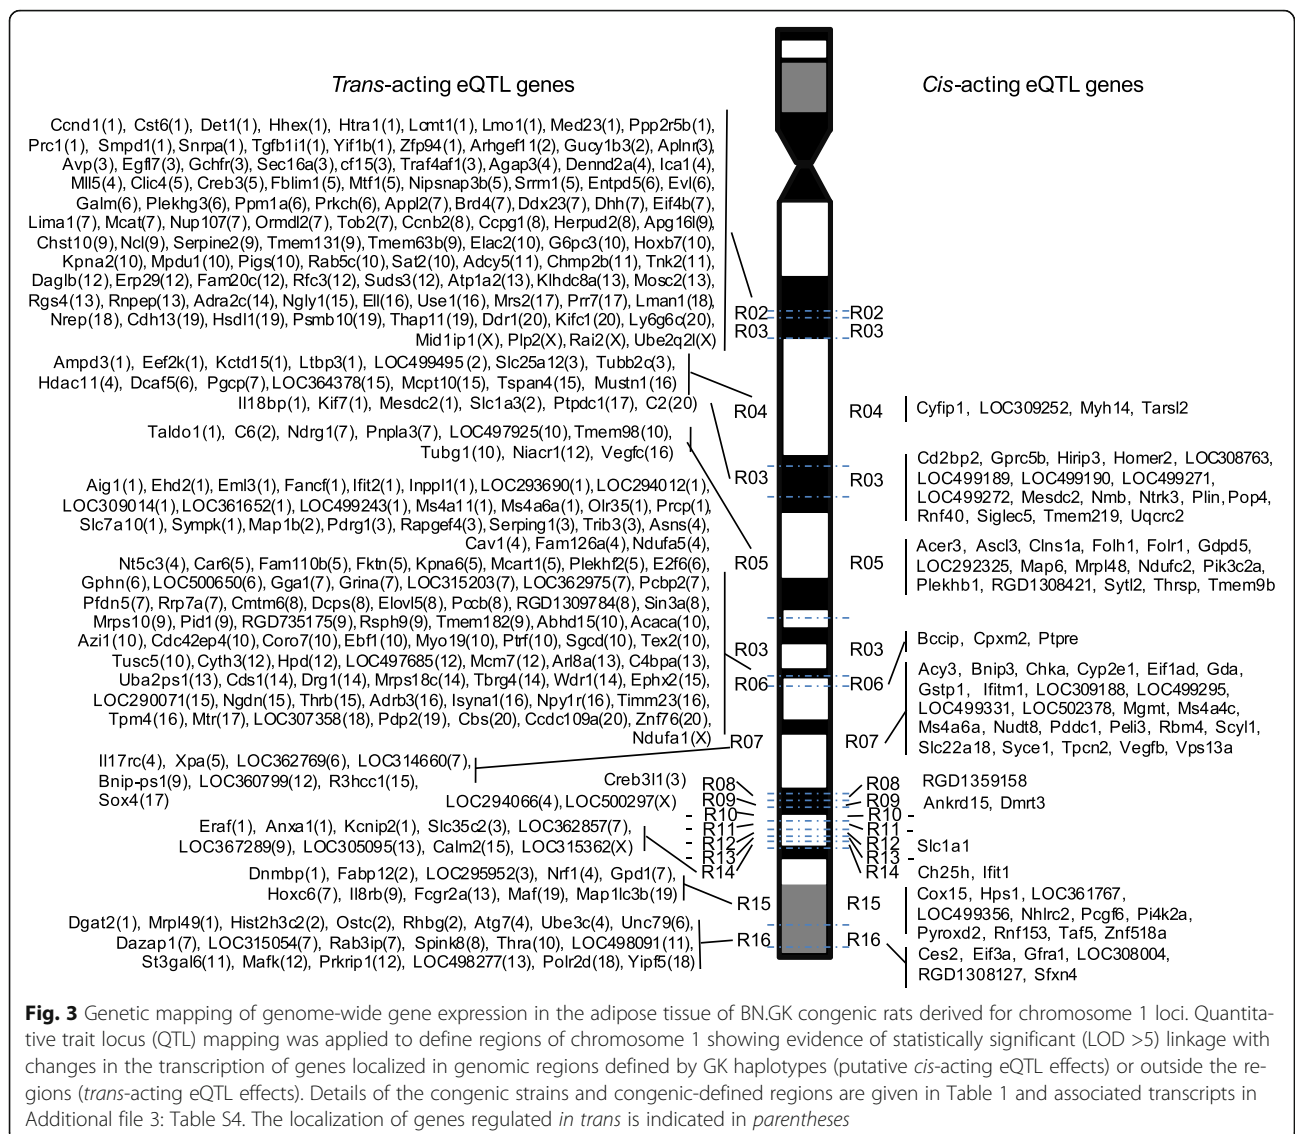 Trans-acting eQTL genes
Cis-acting eQTL genes
Ccnd1(1), Cst6(1), Det1(1), Hhex(1), Htra1(1), Lcmt1(1), Lmo1(1), Med23(1), Ppp2r5b(1),
Prc1(1), Smpd1(1),Snrpa(1), Tgfb1i1(1), Yif1b(1), Zfp94(1), Arhgef11(2), Gucy1b3(2), Aplnr(3),
Avp(3), Egfl7(3), Gchfr(3), Sec16a(3), cf15(3), Traf4af1(3),Agap3(4), Dennd2a(4), Ica1(4),
Mll5(4), Clic4(5), Creb3(5), Fblim1(5), Mtf1(5), Nipsnap3b(5), Srrm1(5), Entpd5(6), Evl(6),
Galm(6), Plekhg3(6), Ppm1a(6), Prkch(6), Appl2(7), Brd4(7), Ddx23(7), Dhh(7), Eif4b(7),
Lima1(7), Mcat(7), Nup107(7), Ormdl2(7), Tob2(7), Ccnb2(8), Ccpg1(8), Herpud2(8), Apg16l(9),
Chst10(9), Ncl(9), Serpine2(9), Tmem131(9), Tmem63b(9), Elac2(10), G6pc3(10), Hoxb7(10),
Kpna2(10), Mpdu1(10), Pigs(10), Rab5c(10), Sat2(10), Adcy5(11), Chmp2b(11), Tnk2(11),
Daglb(12), Erp29(12), Fam20c(12), Rfc3(12), Suds3(12), Atp1a2(13), Klhdc8a(13), Mosc2(13),
Rgs4(13), Rnpep(13), Adra2c(14), Ngly1(15), Ell(16), Use1(16), Mrs2(17), Prr7(17), Lman1(18),
Nrep(18), Cdh13(19), Hsdl1(19), Psmb10(19), Thap11(19), Ddr1(20), Kifc1(20), Ly6g6c(20),
Mid1ip1(X), Plp2(X), Rai2(X), Ube2q2l(X)
R02
R03
R02
R03
Ampd3(1), Eef2k(1), Kctd15(1), Ltbp3(1), LOC499495(2), Slc25a12(3), Tubb2c(3),
Hdac11(4), Dcaf5(6), Pgcp(7),LOC364378(15), Mcpt10(15), Tspan4(15), Mustn1(16)
Il18bp(1), Kif7(1), Mesdc2(1), Slc1a3(2), Ptpdc1(17), C2(20)
R04
R04
Cyfip1, LOC309252, Myh14, Tarsl2
Taldo1(1), C6(2), Ndrg1(7), Pnpla3(7), LOC497925(10),Tmem98(10),
Tubg1(10), Niacr1(12), Vegfc(16)
R03
R03
Cd2bp2, Gprc5b, Hirip3, Homer2, LOC308763,
LOC499189, LOC499190, LOC499271,
LOC499272, Mesdc2, Nmb, Ntrk3, Plin,Pop4,
Rnf40, Siglec5, Tmem219, Uqcrc2
Aig1(1), Ehd2(1), Eml3(1), Fancf(1),Ifit2(1), Inppl1(1),LOC293690(1), LOC294012(1),
LOC309014(1), LOC361652(1), LOC499243(1), Ms4a11(1), Ms4a6a(1), Olr35(1), Prcp(1),
Slc7a10(1), Sympk(1),Map1b(2), Pdrg1(3), Rapgef4(3), Serping1(3), Trib3(3), Asns(4),
Cav1(4), Fam126a(4),Ndufa5(4),
Nt5c3(4), Car6(5), Fam110b(5), Fktn(5), Kpna6(5), Mcart1(5), Plekhf2(5), E2f6(6),
Gphn(6), LOC500650(6), Gga1(7), Grina(7), LOC315203(7), LOC362975(7), Pcbp2(7),
Pfdn5(7), Rrp7a(7), Cmtm6(8), Dcps(8), Elovl5(8), Pccb(8), RGD1309784(8), Sin3a(8),
Mrps10(9), Pid1(9), RGD735175(9), Rsph9(9), Tmem182(9), Abhd15(10), Acaca(10),
Azi1(10), Cdc42ep4(10), Coro7(10), Ebf1(10), Myo19(10), Ptrf(10), Sgcd(10), Tex2(10),
Tusc5(10), Cyth3(12), Hpd(12), LOC497685(12), Mcm7(12), Arl8a(13), C4bpa(13),
Uba2ps1(13), Cds1(14), Drg1(14), Mrps18c(14), Tbrg4(14), Wdr1(14), Ephx2(15),
LOC290071(15), Ngdn(15), Thrb(15), Adrb3(16), Isyna1(16), Npy1r(16), Timm23(16),
Tpm4(16), Mtr(17), LOC307358(18), Pdp2(19), Cbs(20), Ccdc109a(20), Znf76(20),
Ndufa1(X)
R05
R05
Acer3, Ascl3, Clns1a, Folh1, Folr1, Gdpd5,
LOC292325, Map6, Mrpl48, Ndufc2, Pik3c2a,
Plekhb1, RGD1308421, Sytl2, Thrsp, Tmem9b
R03
R03
Bccip, Cpxm2, Ptpre
R06
R06
Acy3, Bnip3, Chka, Cyp2e1, Eif1ad, Gda,
Gstp1, Ifitm1, LOC309188, LOC499295,
LOC499331, LOC502378, Mgmt, Ms4a4c,
Ms4a6a, Nudt8, Pddc1, Peli3, Rbm4, Scyl1,
Slc22a18, Syce1, Tpcn2, Vegfb, Vps13a
R07
R07
Il17rc(4), Xpa(5), LOC362769(6), LOC314660(7),
Bnip-ps1(9), LOC360799(12), R3hcc1(15),
Sox4(17)
Creb3l1(3)
R08
R08
RGD1359158
LOC294066(4),LOC500297(X)
R09
R09
Ankrd15, Dmrt3
- R10
R10 -
- R11
R11 -
Eraf(1), Anxa1(1), Kcnip2(1), Slc35c2(3), LOC362857(7),
LOC367289(9), LOC305095(13), Calm2(15), LOC315362(X)
- R12
R12
Slc1a1
- R13
R13 -
R14
R14
Ch25h, Ifit1
Dnmbp(1), Fabp12(2), LOC295952(3), Nrf1(4), Gpd1(7),
Hoxc6(7), Il8rb(9), Fcgr2a(13), Maf(19), Map1lc3b(19)
R15
R15
Cox15, Hps1, LOC361767,
LOC499356, Nhlrc2, Pcgf6, Pi4k2a,
Pyroxd2, Rnf153, Taf5, Znf518a
Dgat2(1), Mrpl49(1), Hist2h3c2(2), Ostc(2), Rhbg(2), Atg7(4), Ube3c(4), Unc79(6),
Dazap1(7), LOC315054(7), Rab3ip(7), Spink8(8), Thra(10), LOC498091(11),
St3gal6(11), Mafk(12), Prkrip1(12), LOC498277(13), Polr2d(18), Yipf5(18)
R16
R16
Ces2, Eif3a, Gfra1, LOC308004,
RGD1308127, Sfxn4
Fig. 3 Genetic mapping of genome-wide gene expression in the adipose tissue of BN.GK congenic rats derived for chromosome 1 loci. Quantita-
tive trait locus (QTL) mapping was applied to define regions of chromosome 1 showing evidence of statistically significant (LOD >5) linkage with
changes in the transcription of genes localized in genomic regions defined by GK haplotypes (putative cis-acting eQTL effects) or outside the re-
gions (trans-acting eQTL effects). Details of the congenic strains and congenic-defined regions are given in Table 1 and associated transcripts in
Additional file 3: Table S4. The localization of genes regulated in trans is indicated in parentheses